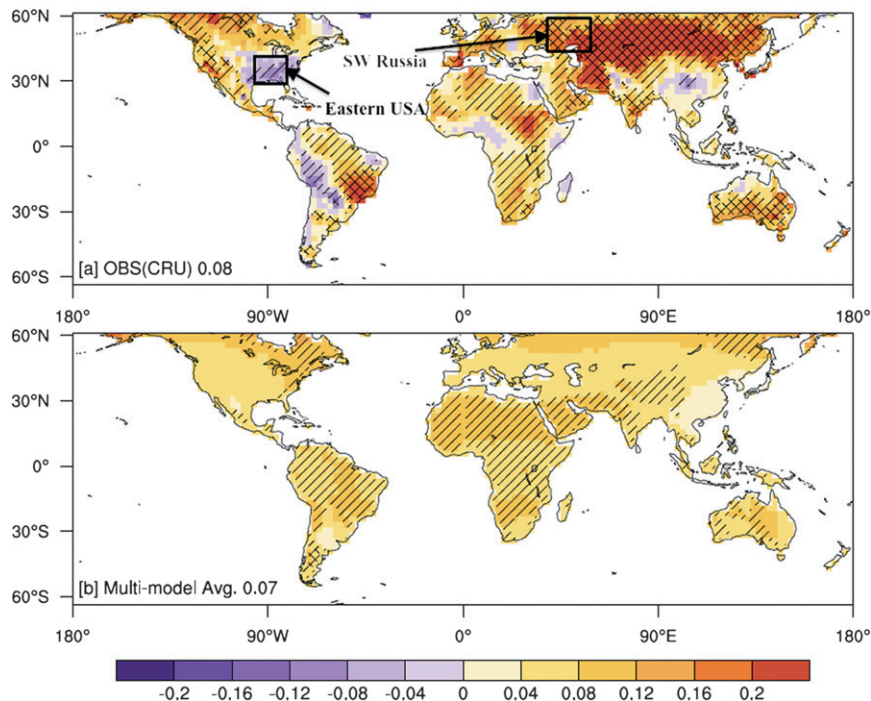 60°N
30°N
0°
30°S
60°S
SW Russia
Eastern USA
[a] OBS(CRU) 0.08
180° 90°W 0° 90°E 180°
60°N
30°N
0°
30°S
60°S
[b] Multi-model Avg. 0.07
180° 90°W 0° 90°E 180°
-0.2 -0.16 -0.12 -0.08 -0.04 0 0.04 0.08 0.12 0.16 0.2